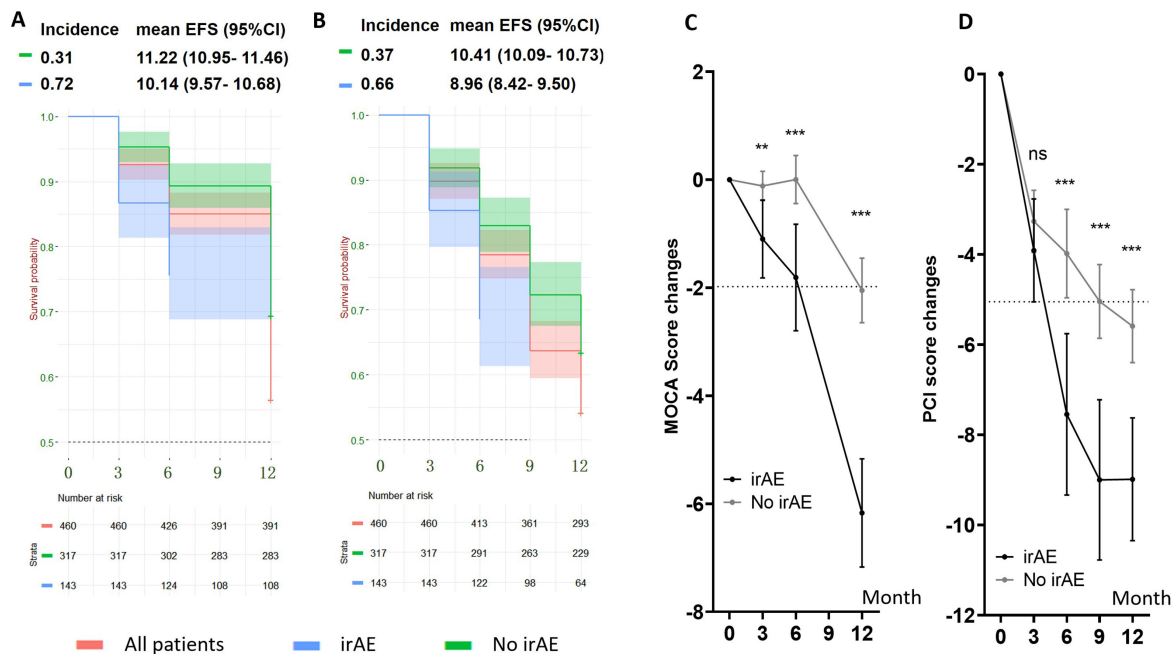 A
Incidence mean EFS (95%CI)
0.31 11.22 (10.95- 11.46)
0.72 10.14 (9.57- 10.68)
1.0
0.9
0.8
0.7
0.6
0.5
Survival probability
0 3 6 9 12
Number at risk
Strata
460 460 426 391 391
317 317 302 283 283
143 143 124 108 108
B
Incidence mean EFS (95%CI)
0.37 10.41 (10.09- 10.73)
0.66 8.96 (8.42- 9.50)
1.0
0.9
0.8
0.7
0.6
0.5
Survival probability
0 3 6 9 12
Number at risk
Strata
460 460 413 361 293
317 317 291 263 229
143 143 122 98 64
All patients irAE No irAE
C
2
0
-2
-4
-6
-8
MOCA Score changes
** *** ***
irAE
No irAE
Month
0 3 6 9 12
D
0
-2
-4
-6
-8
-10
-12
PCI score changes
ns *** *** ***
irAE
No irAE
Month
0 3 6 9 12